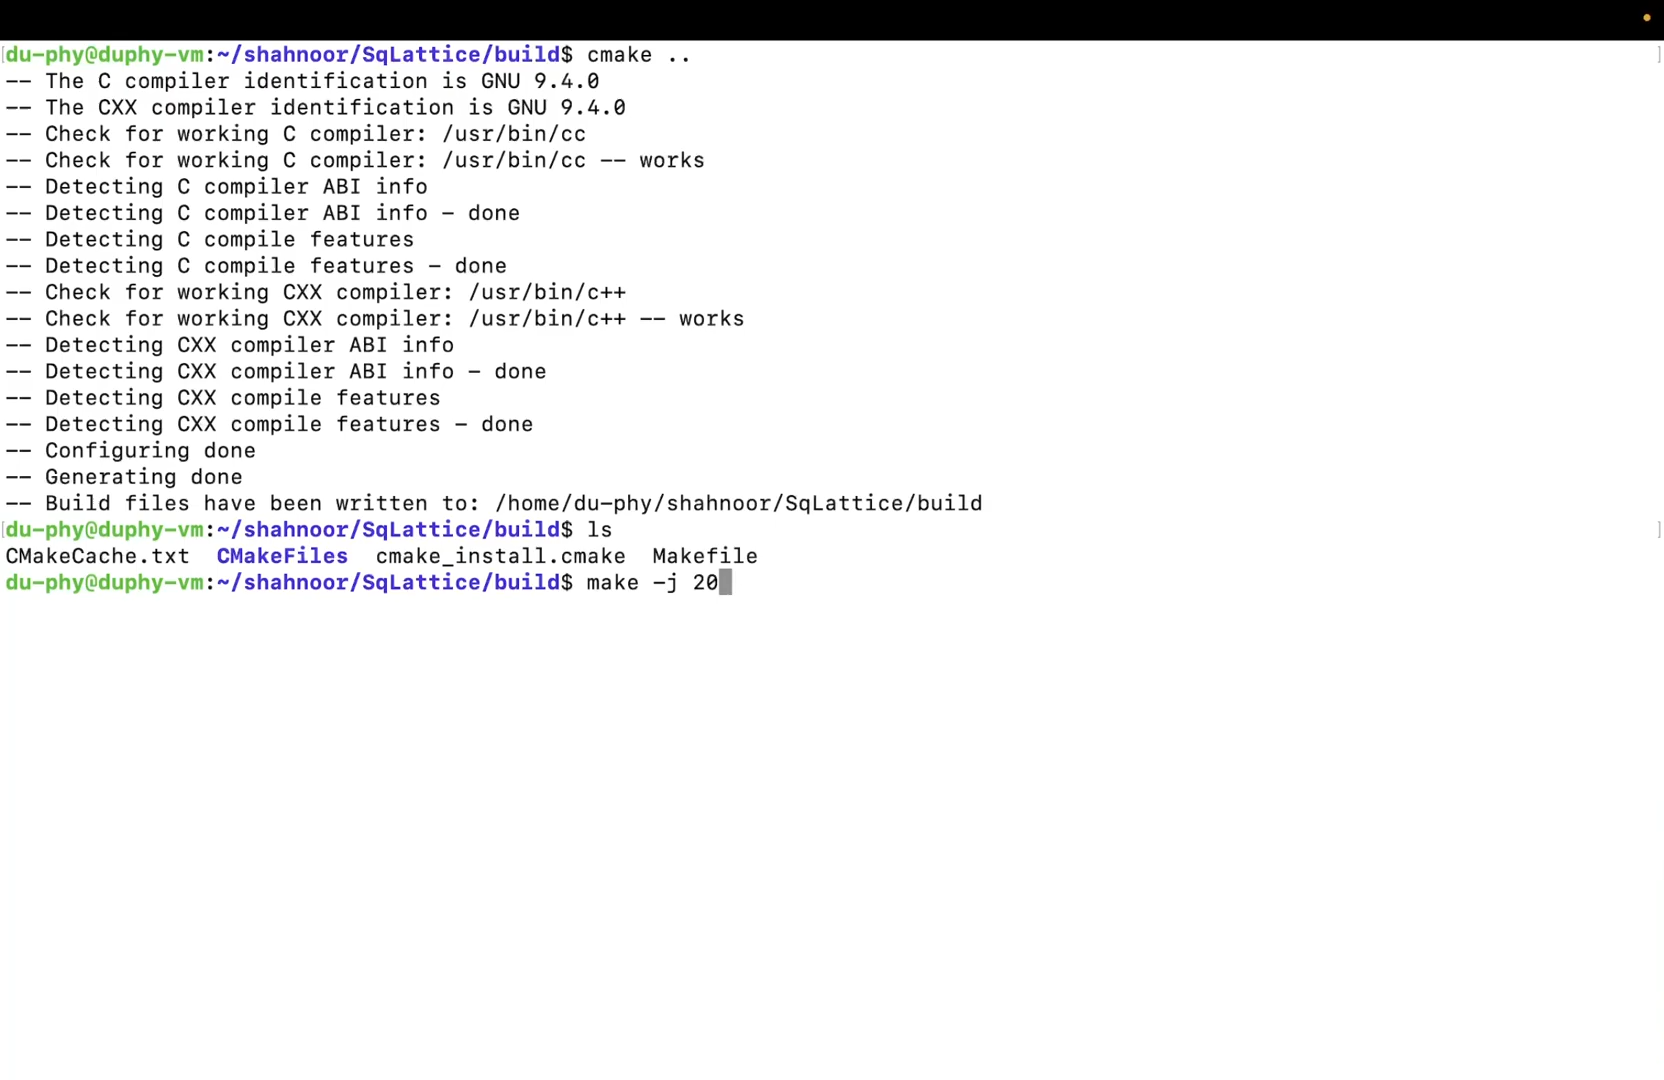 du-phy@duphy-vm:~/shahnoor/SqLattice/build$ cmake ..
-- The C compiler identification is GNU 9.4.0
-- The CXX compiler identification is GNU 9.4.0
-- Check for working C compiler: /usr/bin/cc
-- Check for working C compiler: /usr/bin/cc -- works
-- Detecting C compiler ABI info
-- Detecting C compiler ABI info - done
-- Detecting C compile features
-- Detecting C compile features - done
-- Check for working CXX compiler: /usr/bin/c++
-- Check for working CXX compiler: /usr/bin/c++ -- works
-- Detecting CXX compiler ABI info
-- Detecting CXX compiler ABI info - done
-- Detecting CXX compile features
-- Detecting CXX compile features - done
-- Configuring done
-- Generating done
-- Build files have been written to: /home/du-phy/shahnoor/SqLattice/build
du-phy@duphy-vm:~/shahnoor/SqLattice/build$ ls
CMakeCache.txt  CMakeFiles  cmake_install.cmake  Makefile
du-phy@duphy-vm:~/shahnoor/SqLattice/build$ make -j 20